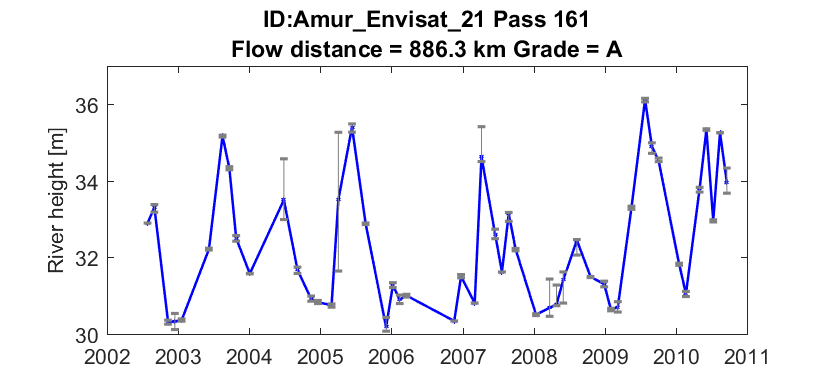 ID:Amur_Envisat_21 Pass 161
Flow distance = 886.3 km Grade = A
River height [m]
36
34
32
30
2002 2003 2004 2005 2006 2007 2008 2009 2010 2011